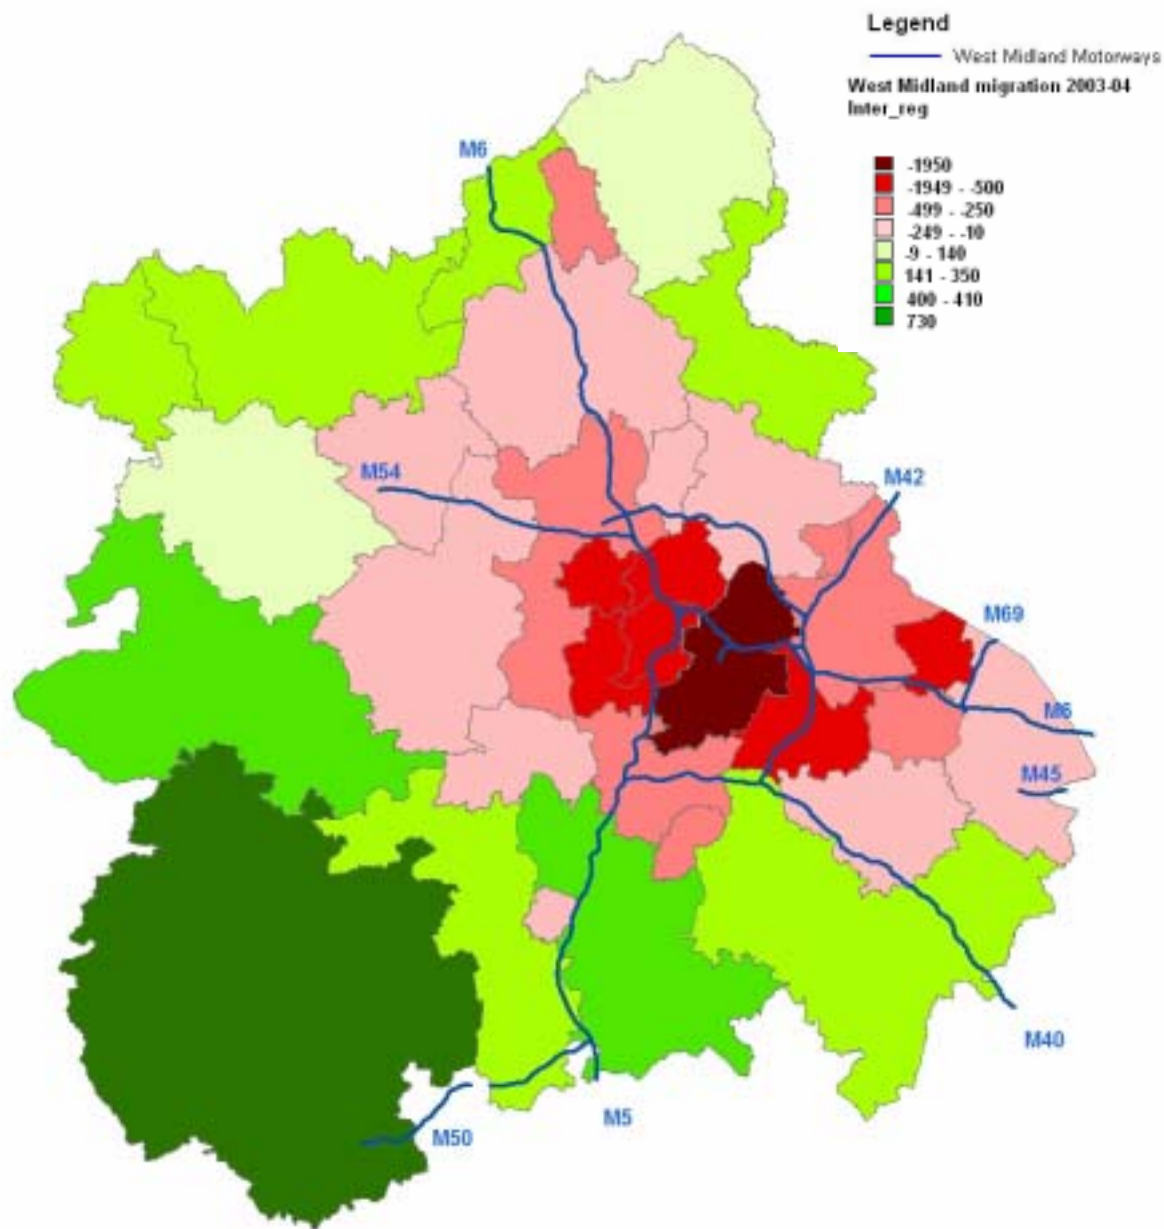 Legend
West Midland Motorways
West Midland migration 2003-04
Inter_reg
-1950
-1949 - -500
-499 - -250
-249 - -10
-9 - 140
141 - 350
400 - 410
730
M6
M54
M42
M69
M6
M45
M40
M5
M50